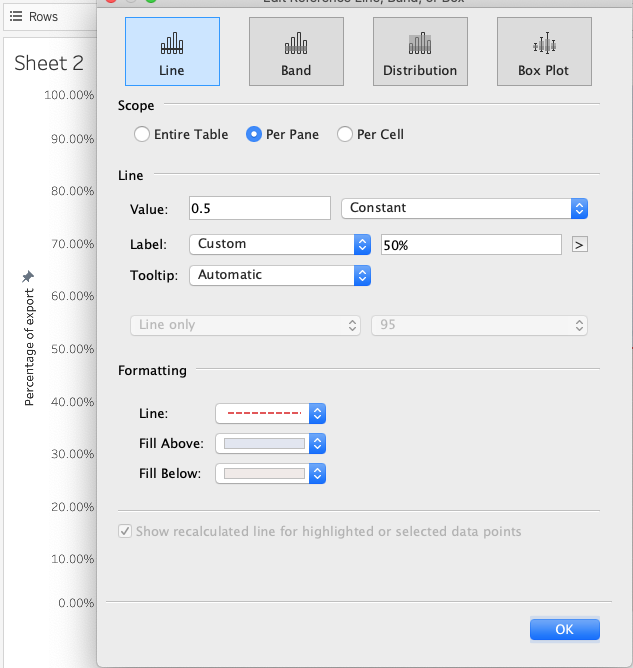 Edit Reference Line, Band, or Box
Rows
Sheet 2
100.00%
90.00%
80.00%
70.00%
60.00%
50.00%
40.00%
30.00%
20.00%
10.00%
0.00%
Percentage of export
Line
Band
Distribution
Box Plot
Scope
Entire Table
Per Pane
Per Cell
Line
Value:
0.5
Constant
Label:
Custom
50%
>
Tooltip:
Automatic
Line only
95
Formatting
Line:
Fill Above:
Fill Below:
Show recalculated line for highlighted or selected data points
OK